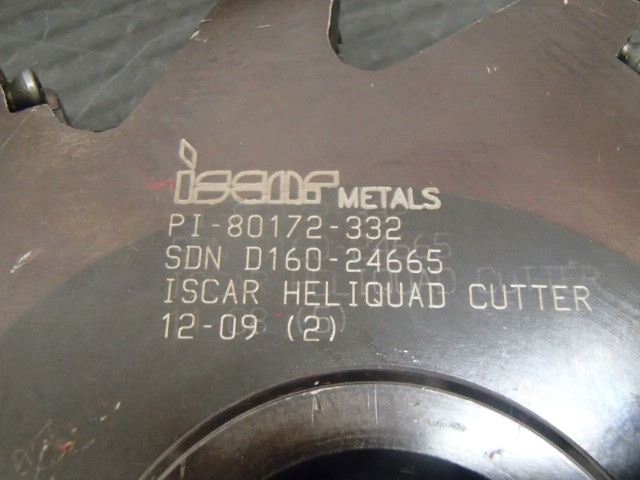 iscar METALS
PI-80172-332
SDN D160-24665
ISCAR HELIQUAD CUTTER
12-09 (2)